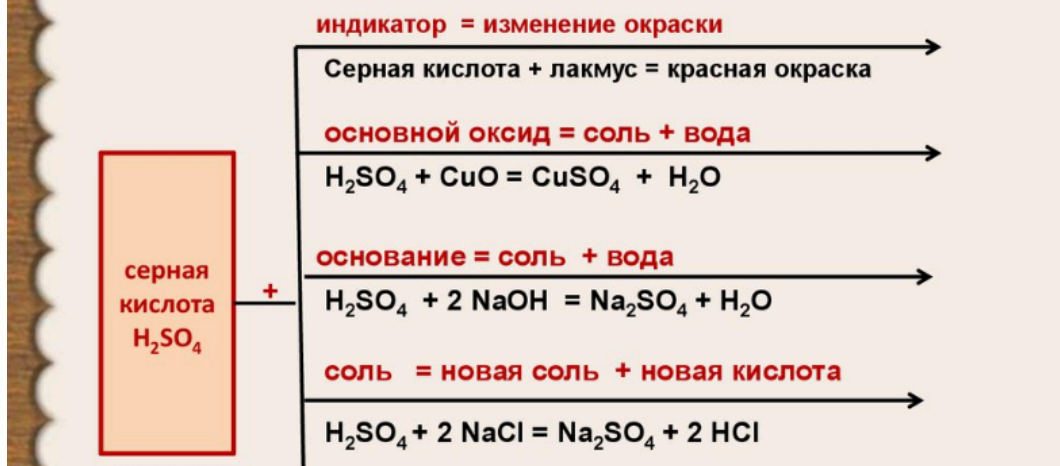 индикатор = изменение окраски
Серная кислота + лакмус = красная окраска
основной оксид = соль + вода
H₂SO₄ + CuO = CuSO₄ + H₂O
основание = соль + вода
серная
кислота
H₂SO₄
+
H₂SO₄ + 2 NaOH = Na₂SO₄ + H₂O
соль = новая соль + новая кислота
H₂SO₄ + 2 NaCl = Na₂SO₄ + 2 HCl